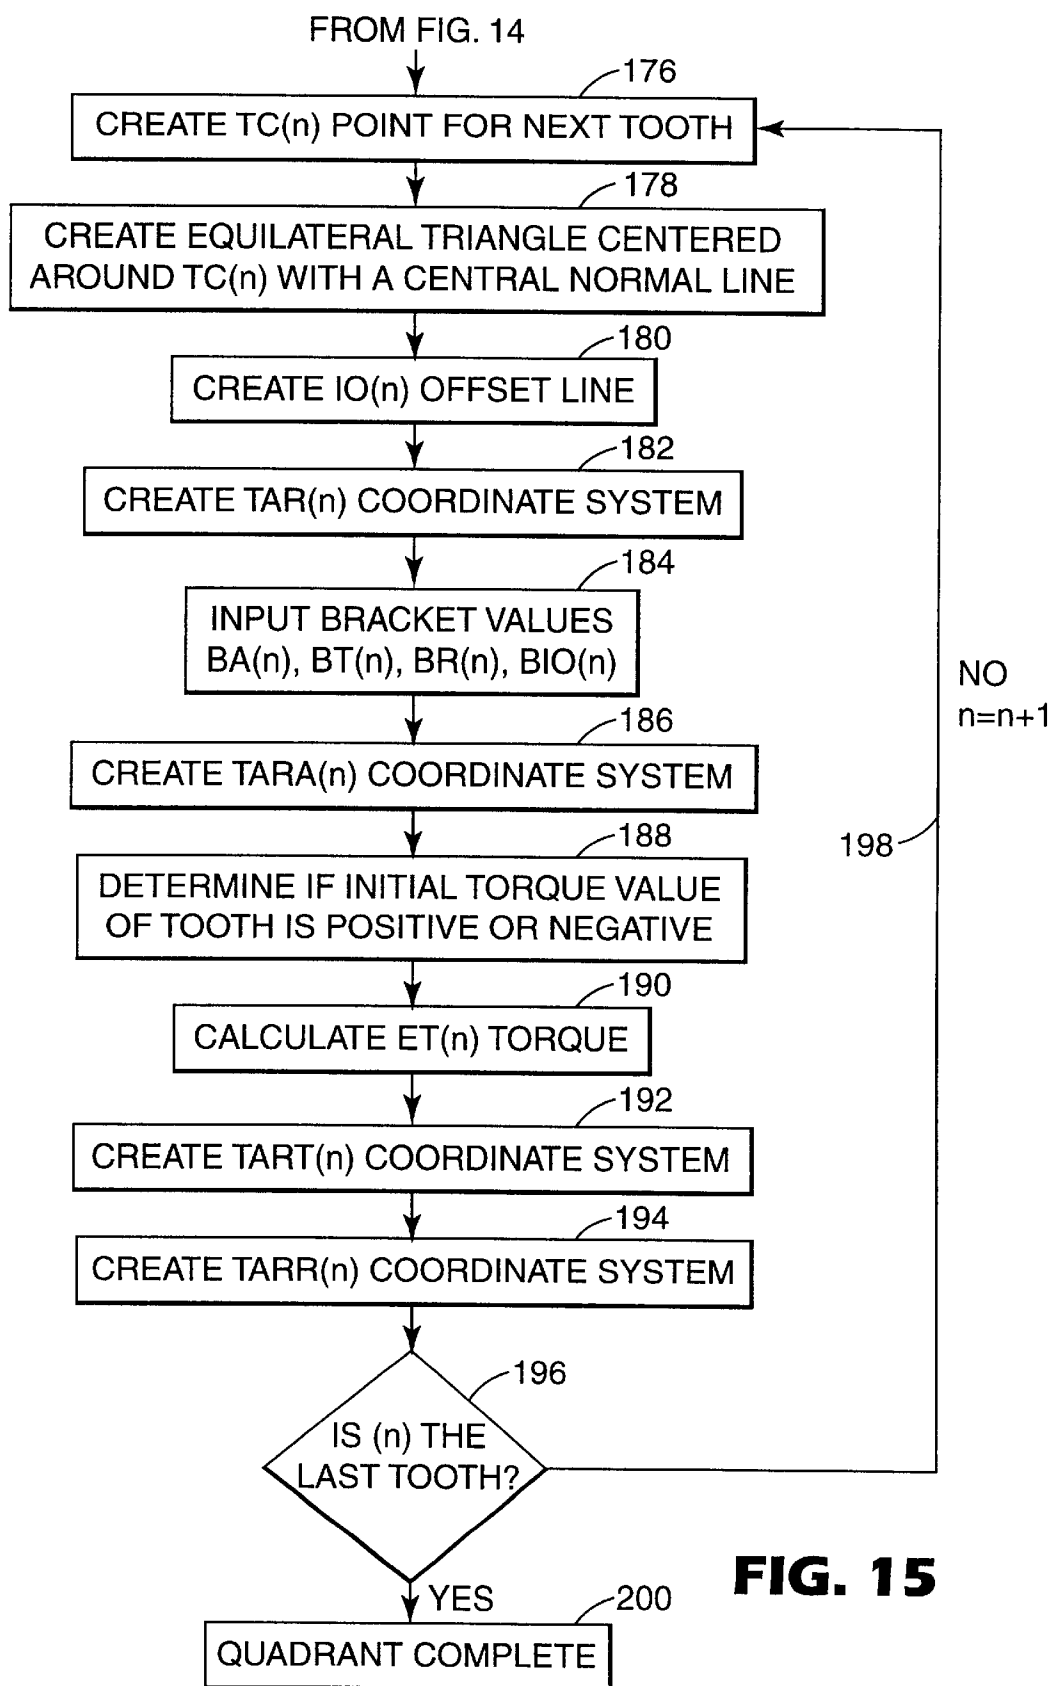 FROM FIG. 14
176
CREATE TC(n) POINT FOR NEXT TOOTH
178
CREATE EQUILATERAL TRIANGLE CENTERED
AROUND TC(n) WITH A CENTRAL NORMAL LINE
180
CREATE IO(n) OFFSET LINE
182
CREATE TAR(n) COORDINATE SYSTEM
184
INPUT BRACKET VALUES
BA(n), BT(n), BR(n), BIO(n)
NO
n=n+1
186
CREATE TARA(n) COORDINATE SYSTEM
198
188
DETERMINE IF INITIAL TORQUE VALUE
OF TOOTH IS POSITIVE OR NEGATIVE
190
CALCULATE ET(n) TORQUE
192
CREATE TART(n) COORDINATE SYSTEM
194
CREATE TARR(n) COORDINATE SYSTEM
196
IS (n) THE
LAST TOOTH?
FIG. 15
YES
200
QUADRANT COMPLETE